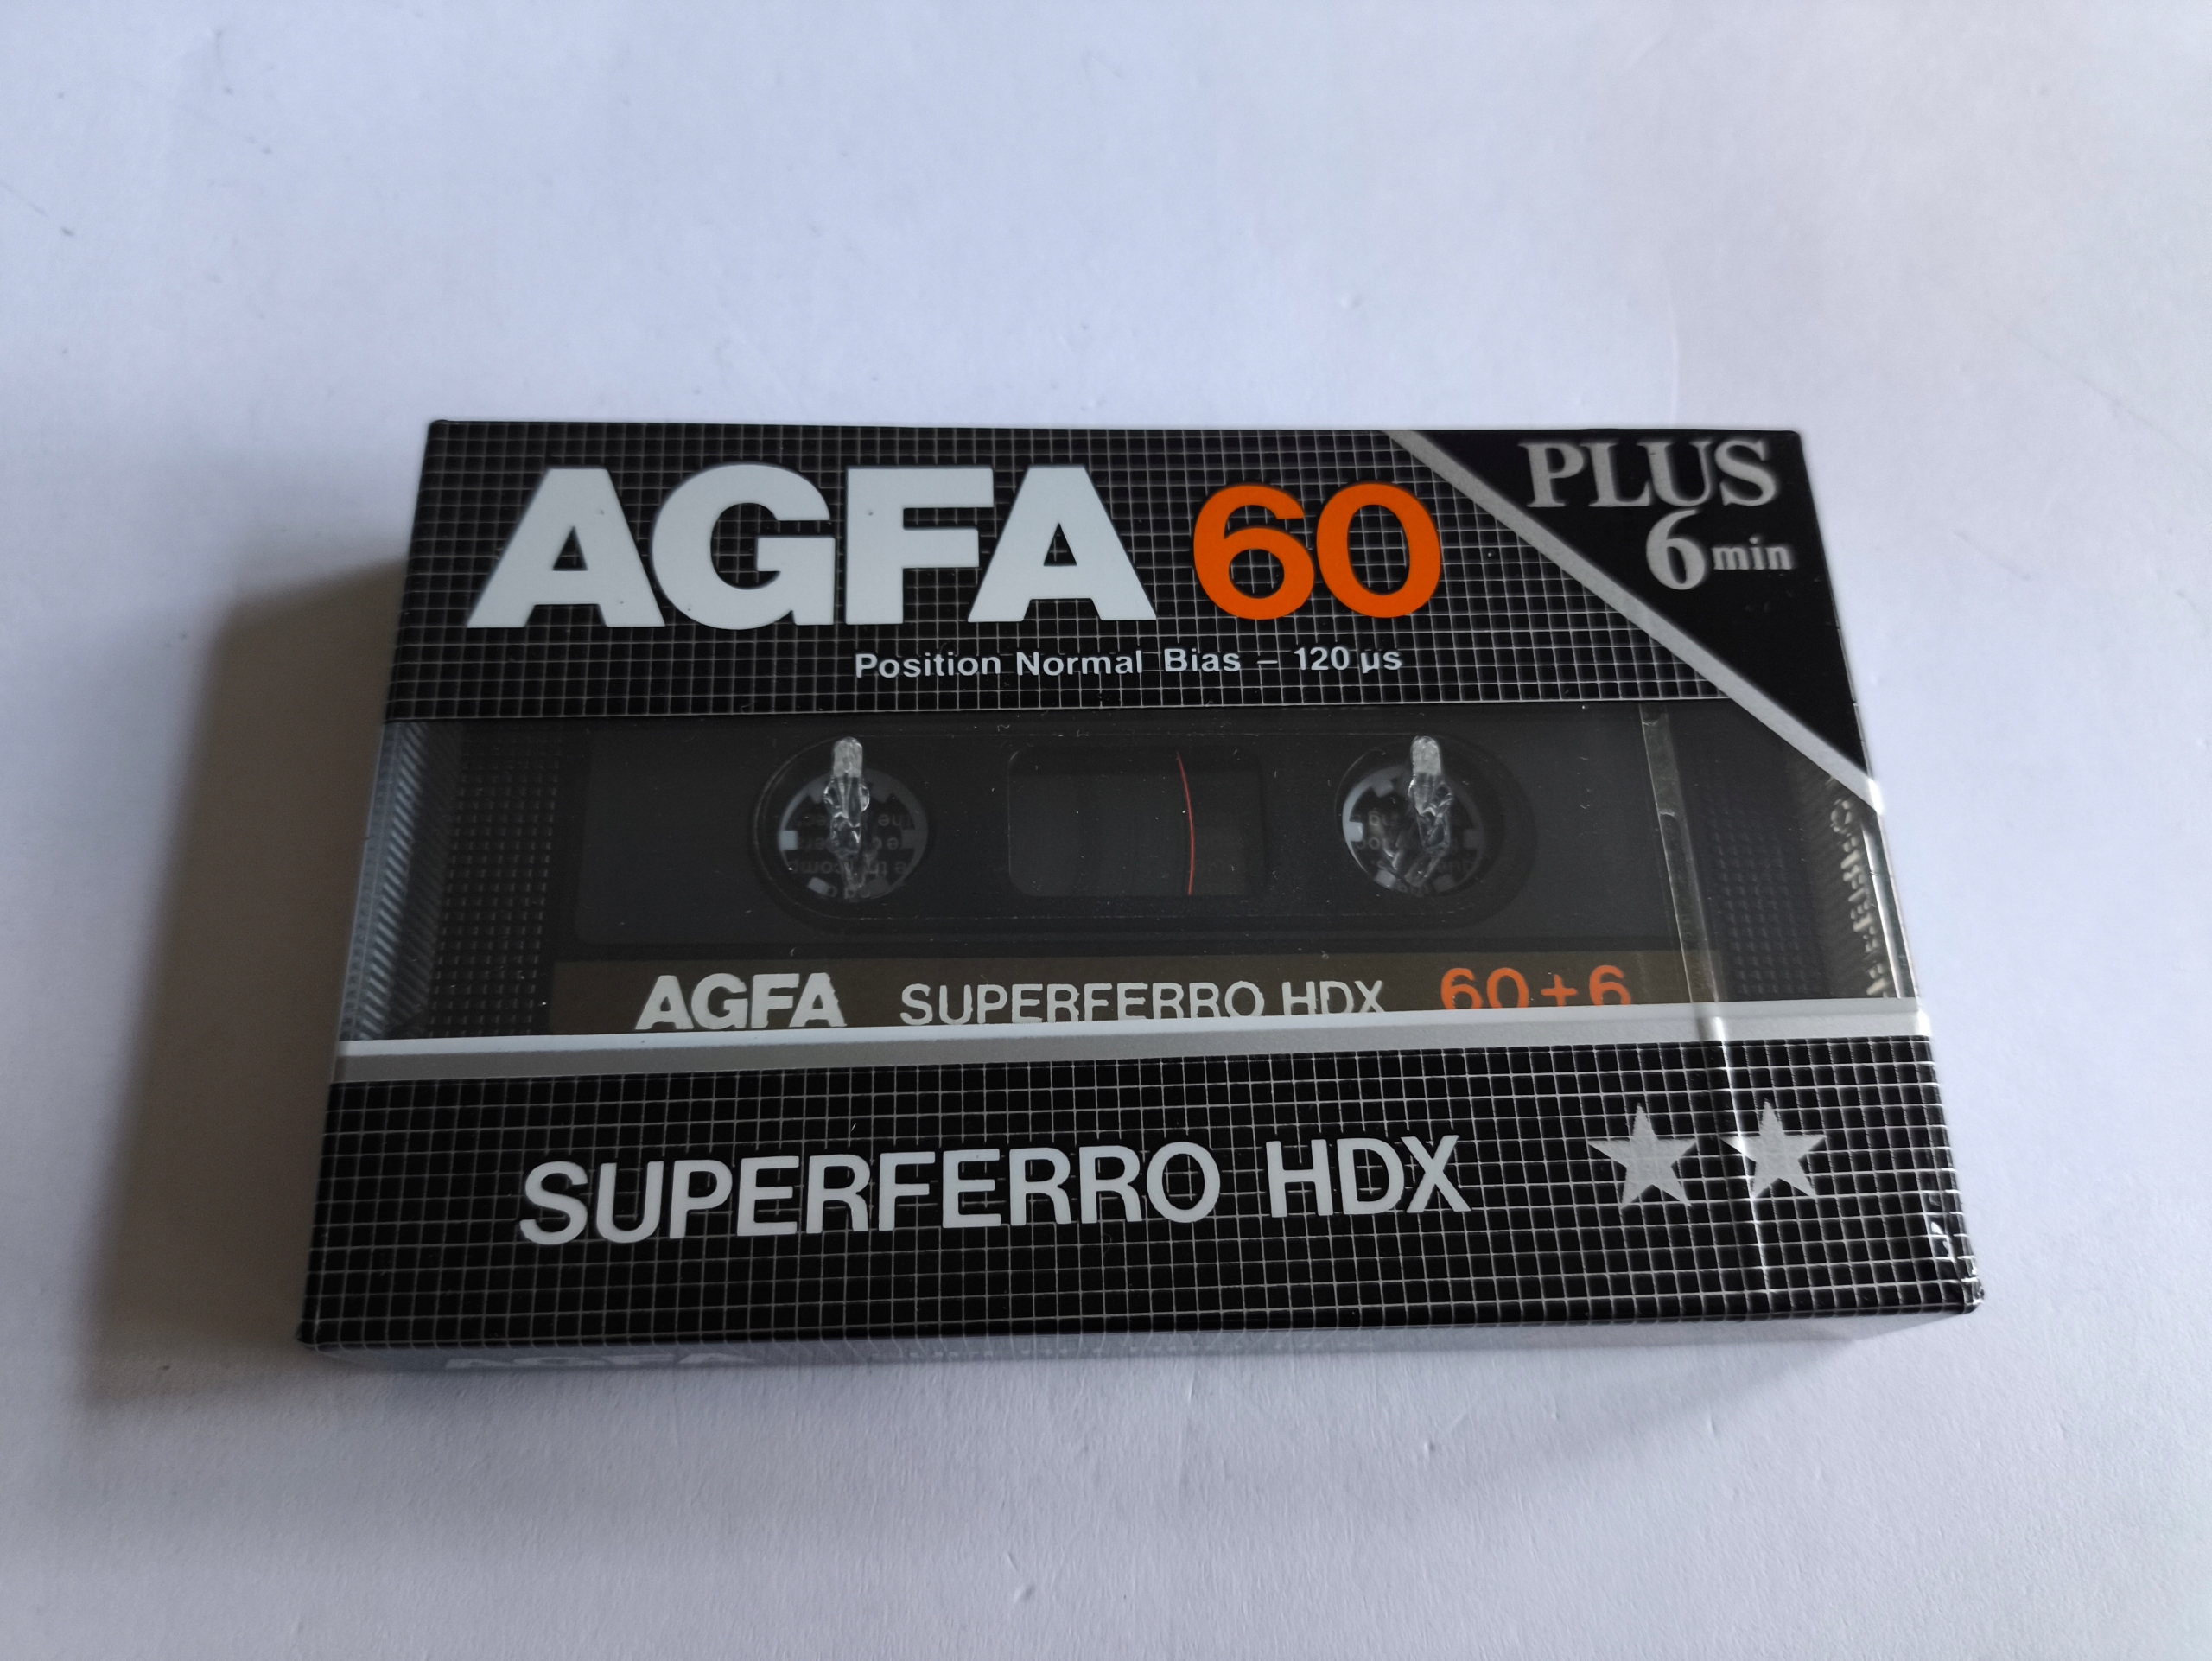 AGFA 60
PLUS
6 min
Position Normal Bias – 120 µs
AGFA SUPERFERRO HDX 60+6
SUPERFERRO HDX